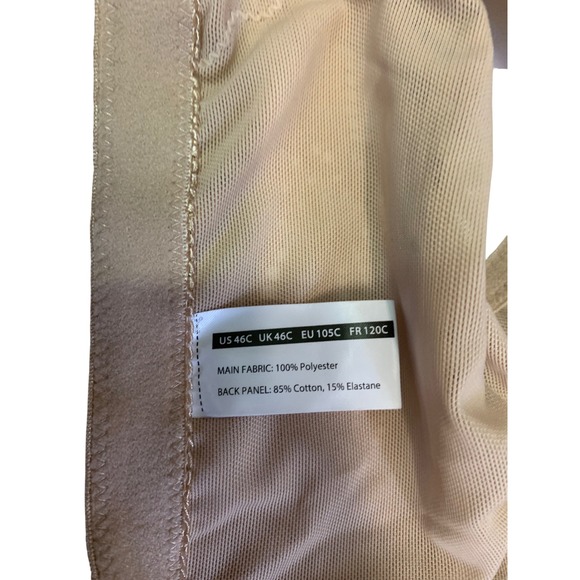 US 46C UK 46C EU 105C FR 120C
MAIN FABRIC: 100% Polyester
BACK PANEL: 85% Cotton, 15% Elastane